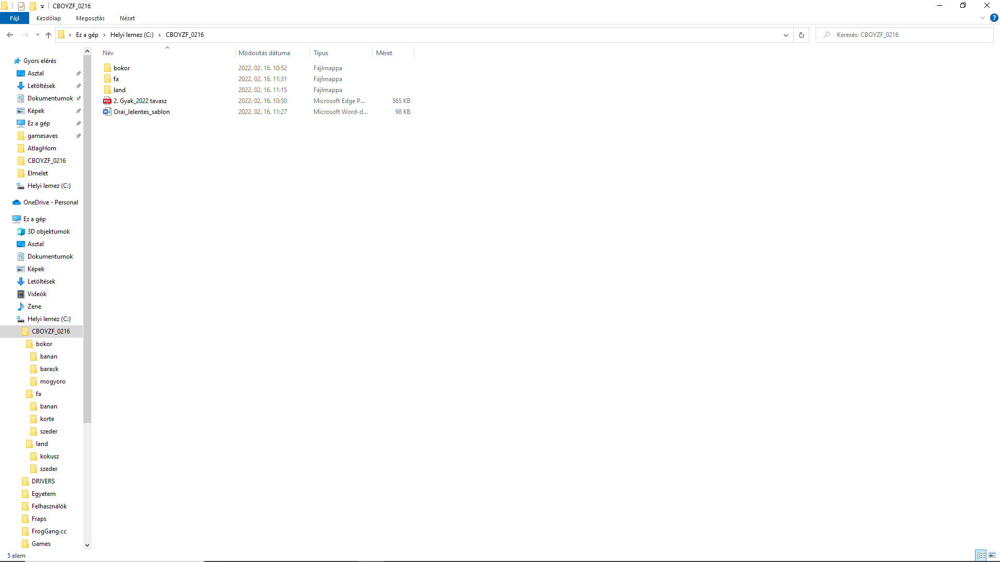 CBOYZF_0216
Fájl Kezdőlap Megosztás Nézet
Ez a gép Helyi lemez (C:) CBOYZF_0216
Keresés: CBOYZF_0216
Név Módosítás dátuma Típus Méret
bokor 2022. 02. 16. 10:52 Fájlmappa
fa 2022. 02. 16. 11:31 Fájlmappa
land 2022. 02. 16. 11:15 Fájlmappa
2. Gyak_2022 tavasz 2022. 02. 16. 10:50 Microsoft Edge P... 565 KB
Orai_Jelentes_sablon 2022. 02. 16. 11:27 Microsoft Word-d... 98 KB
Gyors elérés
Asztal
Letöltések
Dokumentumok
Képek
Ez a gép
gamesaves
AtlagHom
CBOYZF_0216
Elmelet
Helyi lemez (C:)
OneDrive - Personal
Ez a gép
3D objektumok
Asztal
Dokumentumok
Képek
Letöltések
Videók
Zene
Helyi lemez (C:)
CBOYZF_0216
bokor
banan
barack
mogyoro
fa
banan
korte
szeder
land
kokusz
szeder
DRIVERS
Egyetem
Felhasználók
Fraps
FrogGang.cc
Games
5 elem